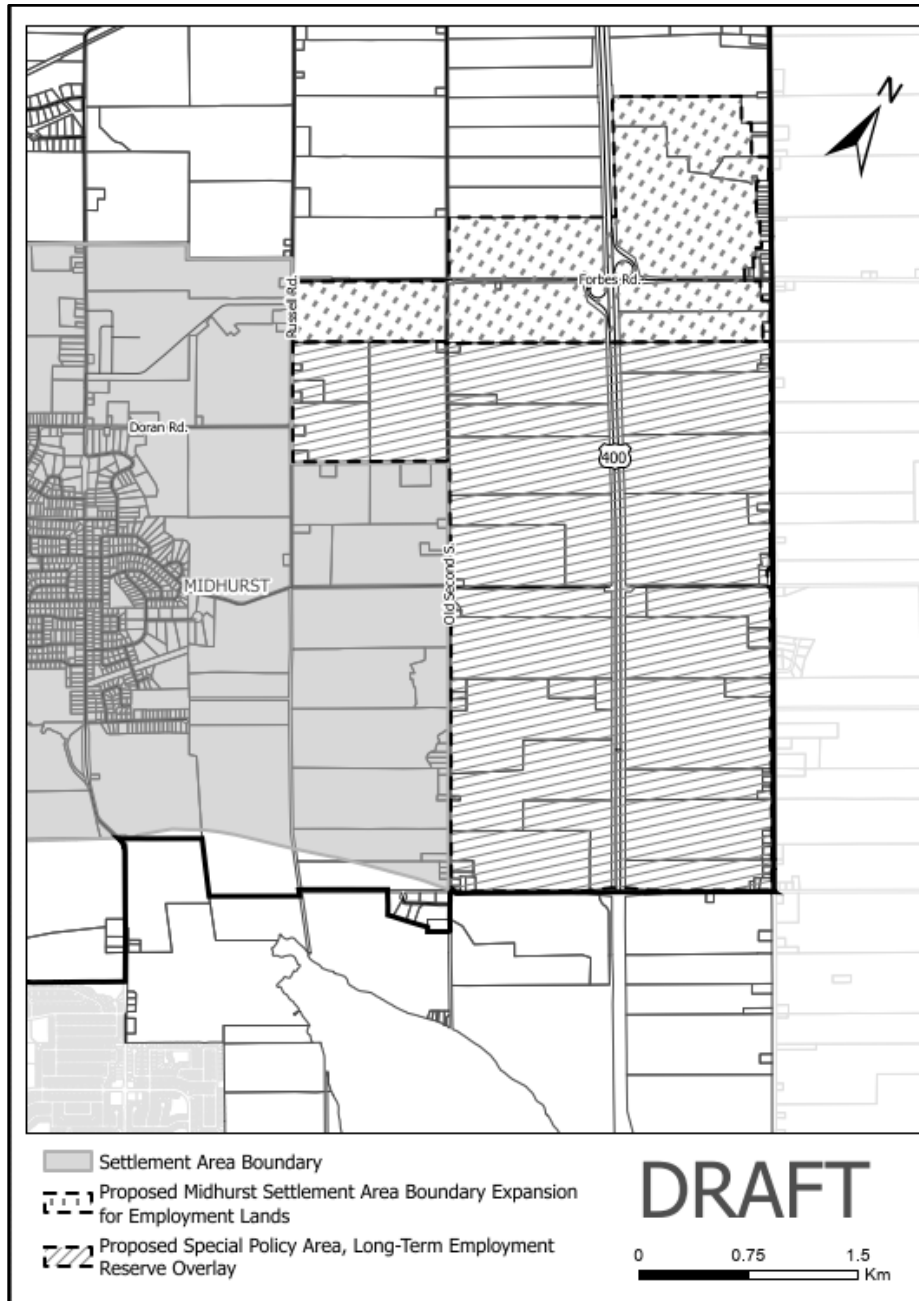 N
Forbes Rd.
Russell Rd.
Doran Rd.
400
Old Second S.
MIDHURST
Settlement Area Boundary
Proposed Midhurst Settlement Area Boundary Expansion
for Employment Lands
Proposed Special Policy Area, Long-Term Employment
Reserve Overlay
DRAFT
0 0.75 1.5
Km